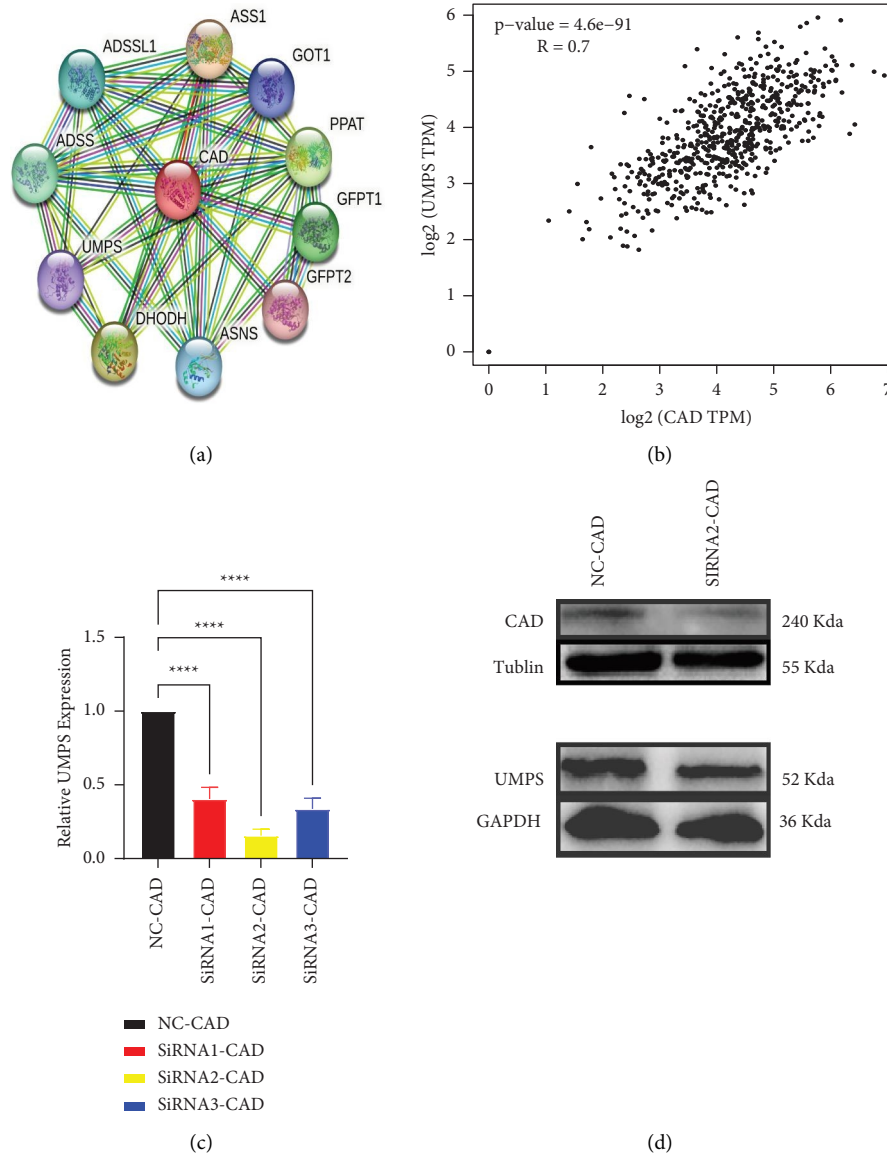 ASS1
ADSSL1
GOT1
PPAT
ADSS
CAD
GFPT1
UMPS
GFPT2
DHODH
ASNS
(a)
6
5
4
3
2
1
0
log2 (UMPS TPM)
p-value = 4.6e-91
R = 0.7
0 1 2 3 4 5 6 7
log2 (CAD TPM)
(b)
****
****
****
1.5
1.0
0.5
0.0
Relative UMPS Expression
NC-CAD
SiRNA1-CAD
SiRNA2-CAD
SiRNA3-CAD
NC-CAD
SiRNA1-CAD
SiRNA2-CAD
SiRNA3-CAD
(c)
NC-CAD
SIRNA2-CAD
CAD 240 Kda
Tublin 55 Kda
UMPS 52 Kda
GAPDH 36 Kda
(d)